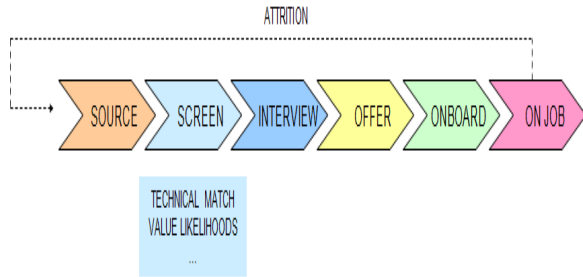 ATTRITION
SOURCE
SCREEN
INTERVIEW
OFFER
ONBOARD
ON JOB
TECHNICAL MATCH
VALUE LIKELIHOODS
...